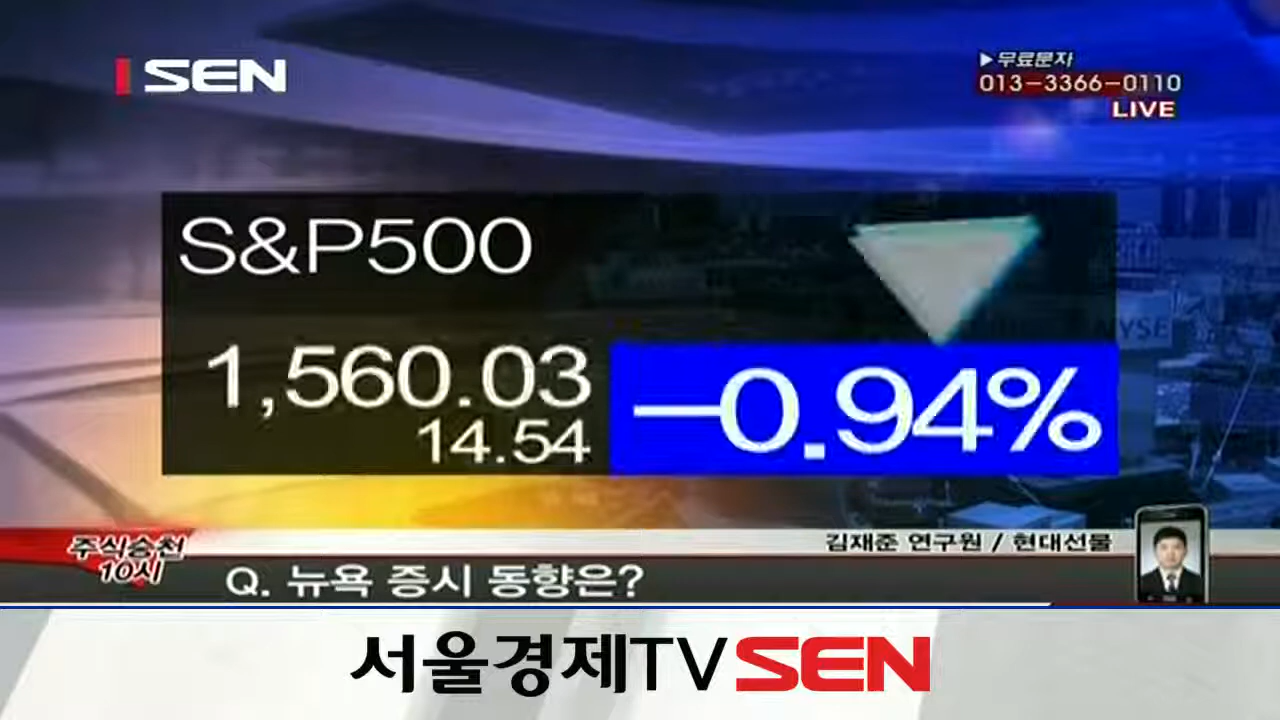 SEN
▶무료문자
013-3366-0110
LIVE
S&P500
1,560.03
14.54
-0.94%
NYSE
주식승천
10시
김재준 연구원 / 현대선물
Q. 뉴욕 증시 동향은?
서울경제TV SEN